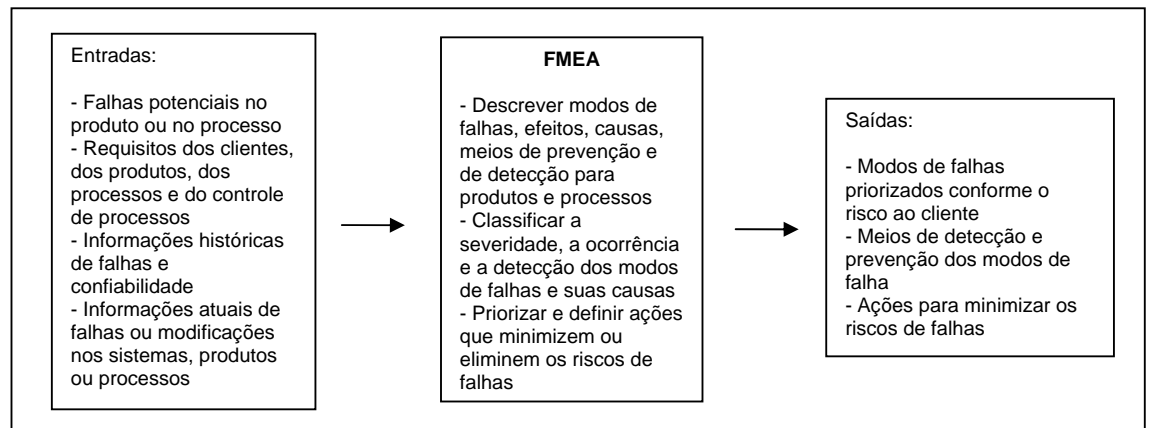 Entradas:
- Falhas potenciais no
produto ou no processo
- Requisitos dos clientes,
dos produtos, dos
processos e do controle
de processos
- Informações históricas
de falhas e
confiabilidade
- Informações atuais de
falhas ou modificações
nos sistemas, produtos
ou processos
FMEA
- Descrever modos de
falhas, efeitos, causas,
meios de prevenção e
de detecção para
produtos e processos
- Classificar a
severidade, a ocorrência
e a detecção dos modos
de falhas e suas causas
- Priorizar e definir ações
que minimizem ou
eliminem os riscos de
falhas
Saídas:
- Modos de falhas
priorizados conforme o
risco ao cliente
- Meios de detecção e
prevenção dos modos de
falha
- Ações para minimizar os
riscos de falhas